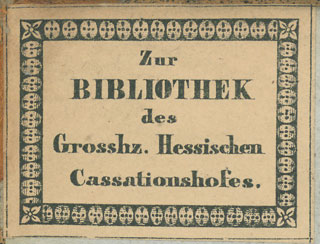 Zur
BIBLIOTHEK
des
Grosshz. Hessischen
Cassationshofes.